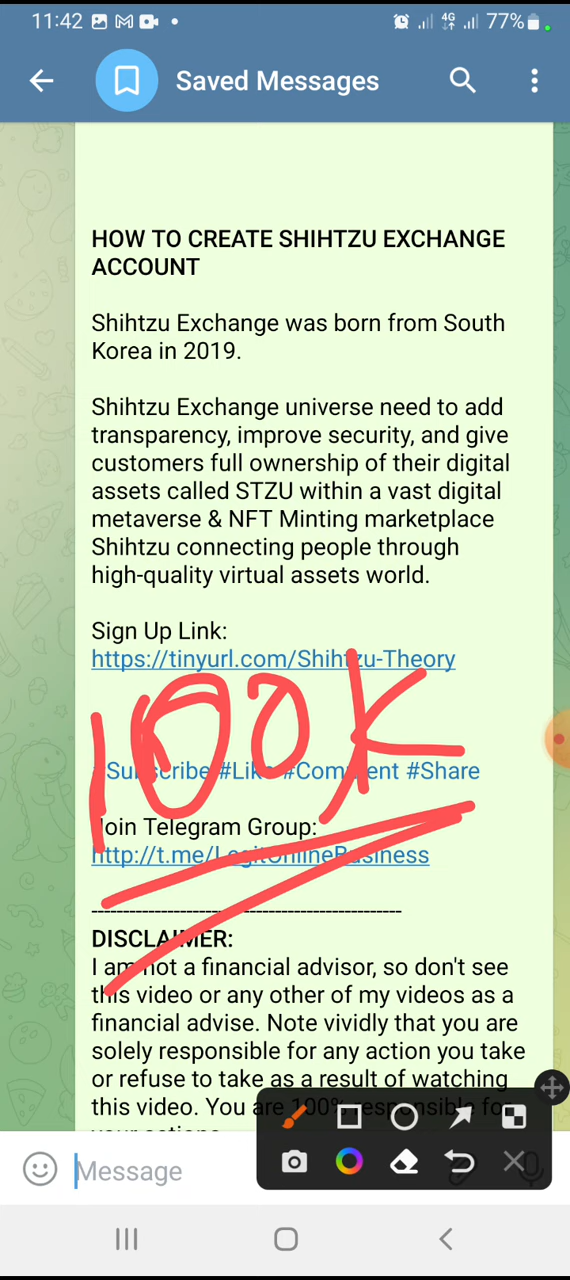 11:42 4G 77%
Saved Messages
HOW TO CREATE SHIHTZU EXCHANGE
ACCOUNT
Shihtzu Exchange was born from South
Korea in 2019.
Shihtzu Exchange universe need to add
transparency, improve security, and give
customers full ownership of their digital
assets called STZU within a vast digital
metaverse & NFT Minting marketplace
Shihtzu connecting people through
high-quality virtual assets world.
Sign Up Link:
https://tinyurl.com/Shihtzu-Theory
100K
#Subscribe #Like #Comment #Share
Join Telegram Group:
http://t.me/LegitOnlineBusiness
DISCLAIMER:
I am not a financial advisor, so don't see
this video or any other of my videos as a
financial advise. Note vividly that you are
solely responsible for any action you take
or refuse to take as a result of watching
this video. You are 100% responsible for
your actions
Message